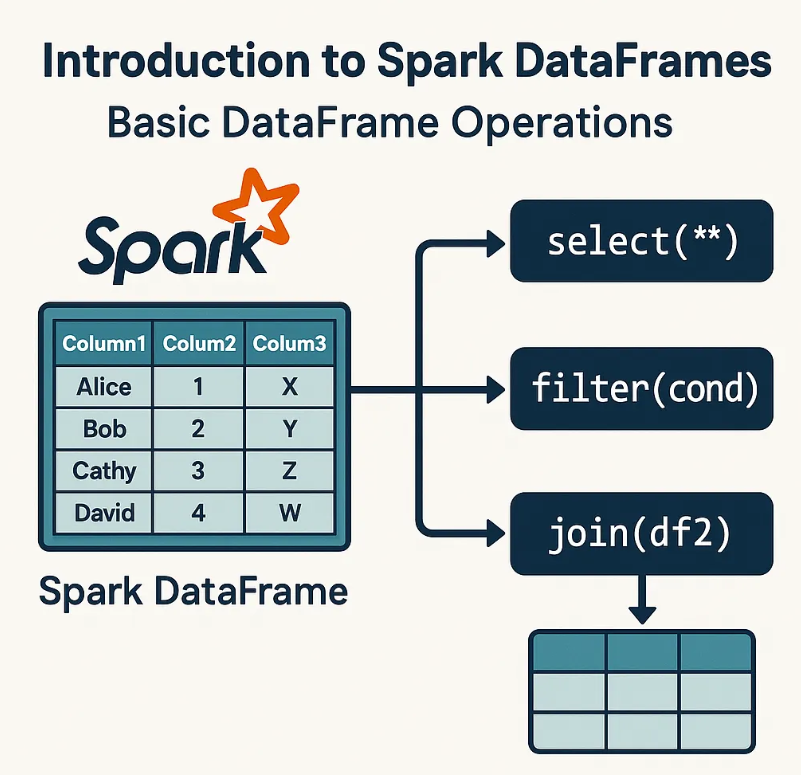 Introduction to Spark DataFrames
Basic DataFrame Operations
Spark
Column1 Colum2 Colum3
Alice 1 X
Bob 2 Y
Cathy 3 Z
David 4 W
Spark DataFrame
select(**)
filter(cond)
join(df2)